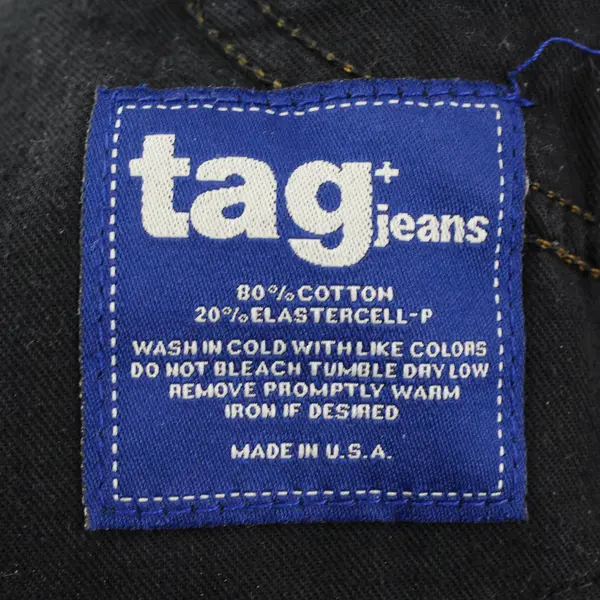 tag+
jeans
80% COTTON
20% ELASTERCELL-P
WASH IN COLD WITH LIKE COLORS
DO NOT BLEACH TUMBLE DRY LOW
REMOVE PROMPTLY WARM
IRON IF DESIRED
MADE IN U.S.A.